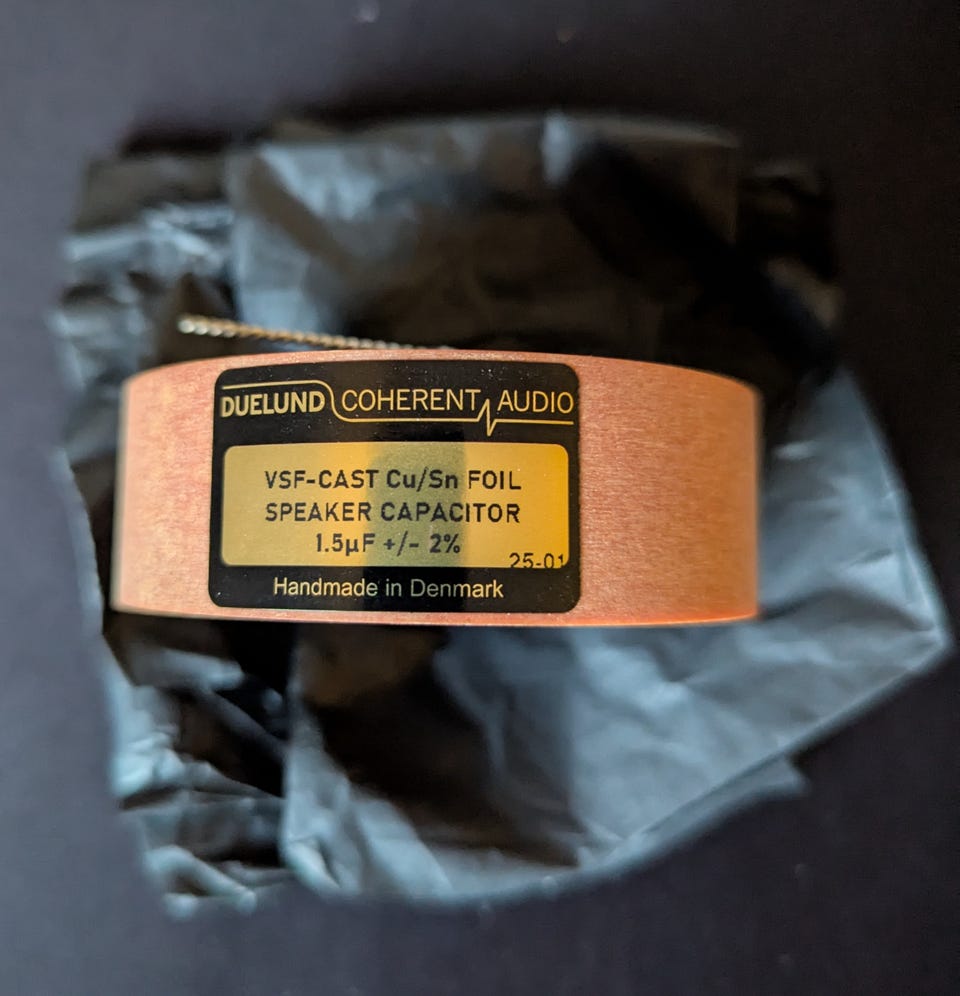 DUELUND COHERENT AUDIO
VSF-CAST Cu/Sn FOIL
SPEAKER CAPACITOR
1.5µF +/- 2%
25-01
Handmade in Denmark